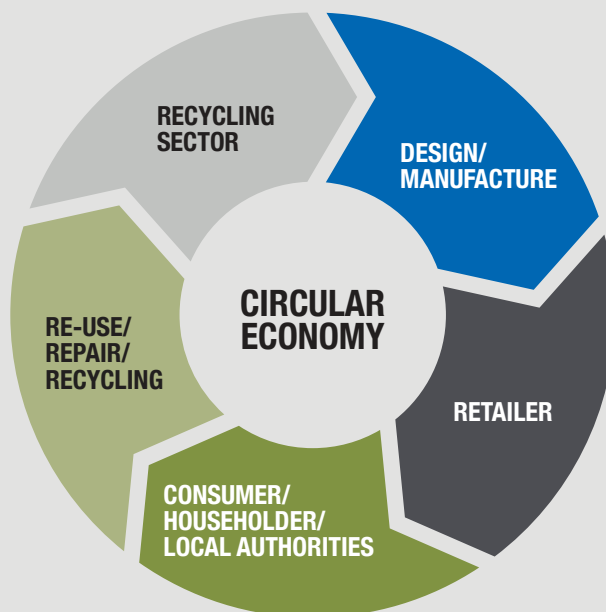 RECYCLING
SECTOR
DESIGN/
MANUFACTURE
CIRCULAR
ECONOMY
RE-USE/
REPAIR/
RECYCLING
RETAILER
CONSUMER/
HOUSEHOLDER/
LOCAL AUTHORITIES